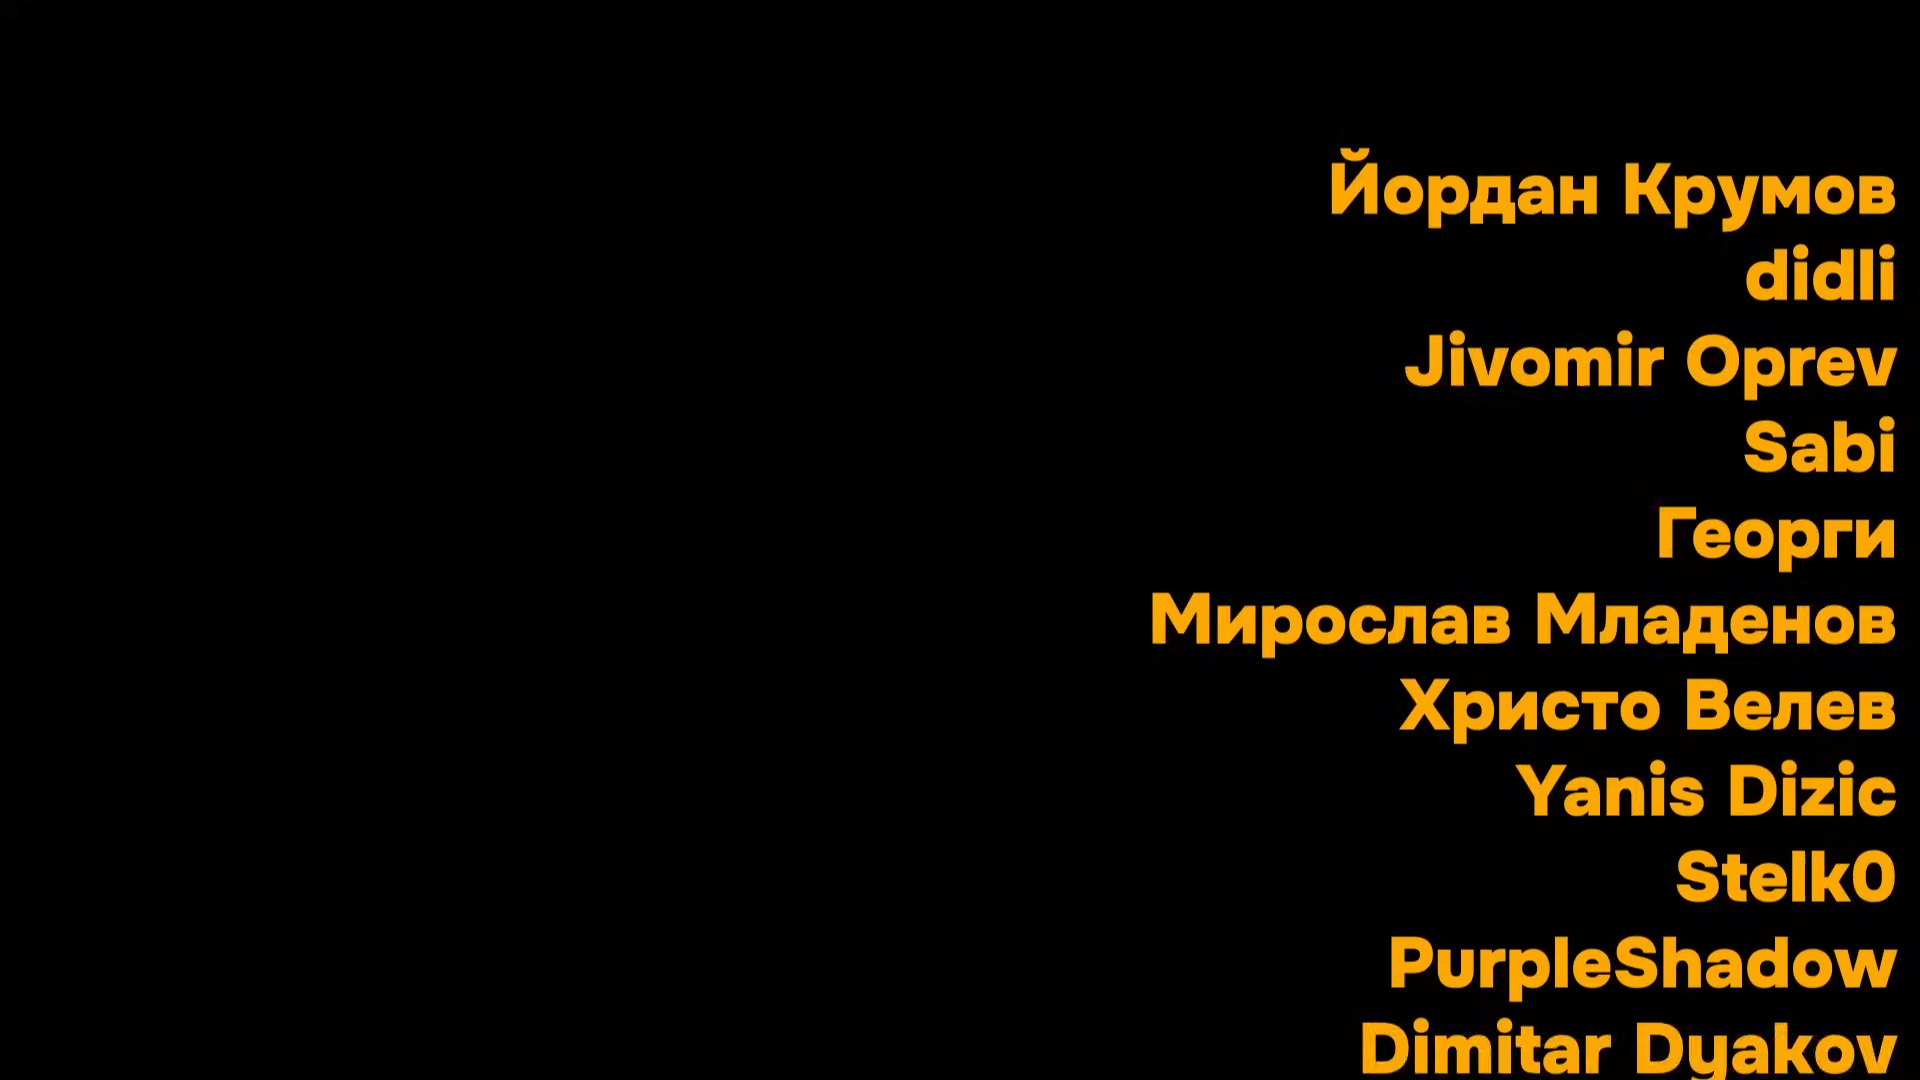 Йордан Крумов
didli
Jivomir Oprev
Sabi
Георги
Мирослав Младенов
Христо Велев
Yanis Dizic
Stelk0
PurpleShadow
Dimitar Dyakov